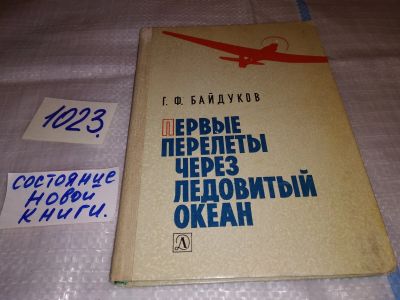 1023.
СОСТОЯНИЕ
НОВОЙ
КНИГИ.
Г. Ф. БАЙДУКОВ
ПЕРВЫЕ
ПЕРЕЛЕТЫ
ЧЕРЕЗ
ЛЕДОВИТЫЙ
ОКЕАН